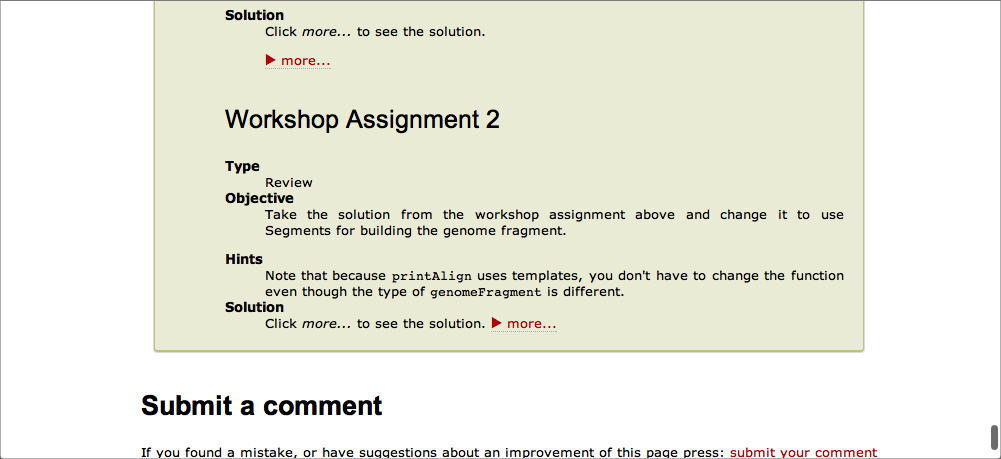 Solution
Click more... to see the solution.
▶ more...
Workshop Assignment 2
Type
Review
Objective
Take the solution from the workshop assignment above and change it to use
Segments for building the genome fragment.
Hints
Note that because printAlign uses templates, you don't have to change the function
even though the type of genomeFragment is different.
Solution
Click more... to see the solution. ▶ more...
Submit a comment
If you found a mistake, or have suggestions about an improvement of this page press: submit your comment